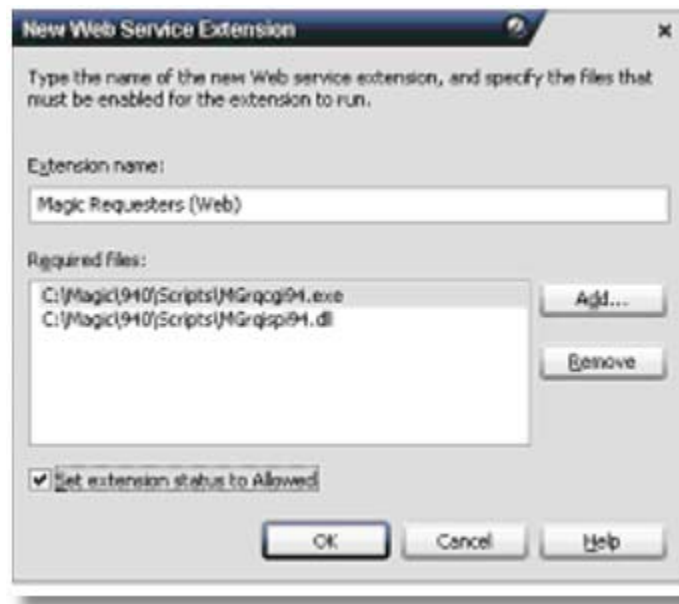 New Web Service Extension
Type the name of the new Web service extension, and specify the files that
must be enabled for the extension to run.
Extension name:
Magic Requesters (Web)
Required files:
C:\Magic\940\Scripts\MGrqcgi94.exe
C:\Magic\940\Scripts\MGrqispi94.dll
Add...
Remove
Set extension status to Allowed
OK
Cancel
Help